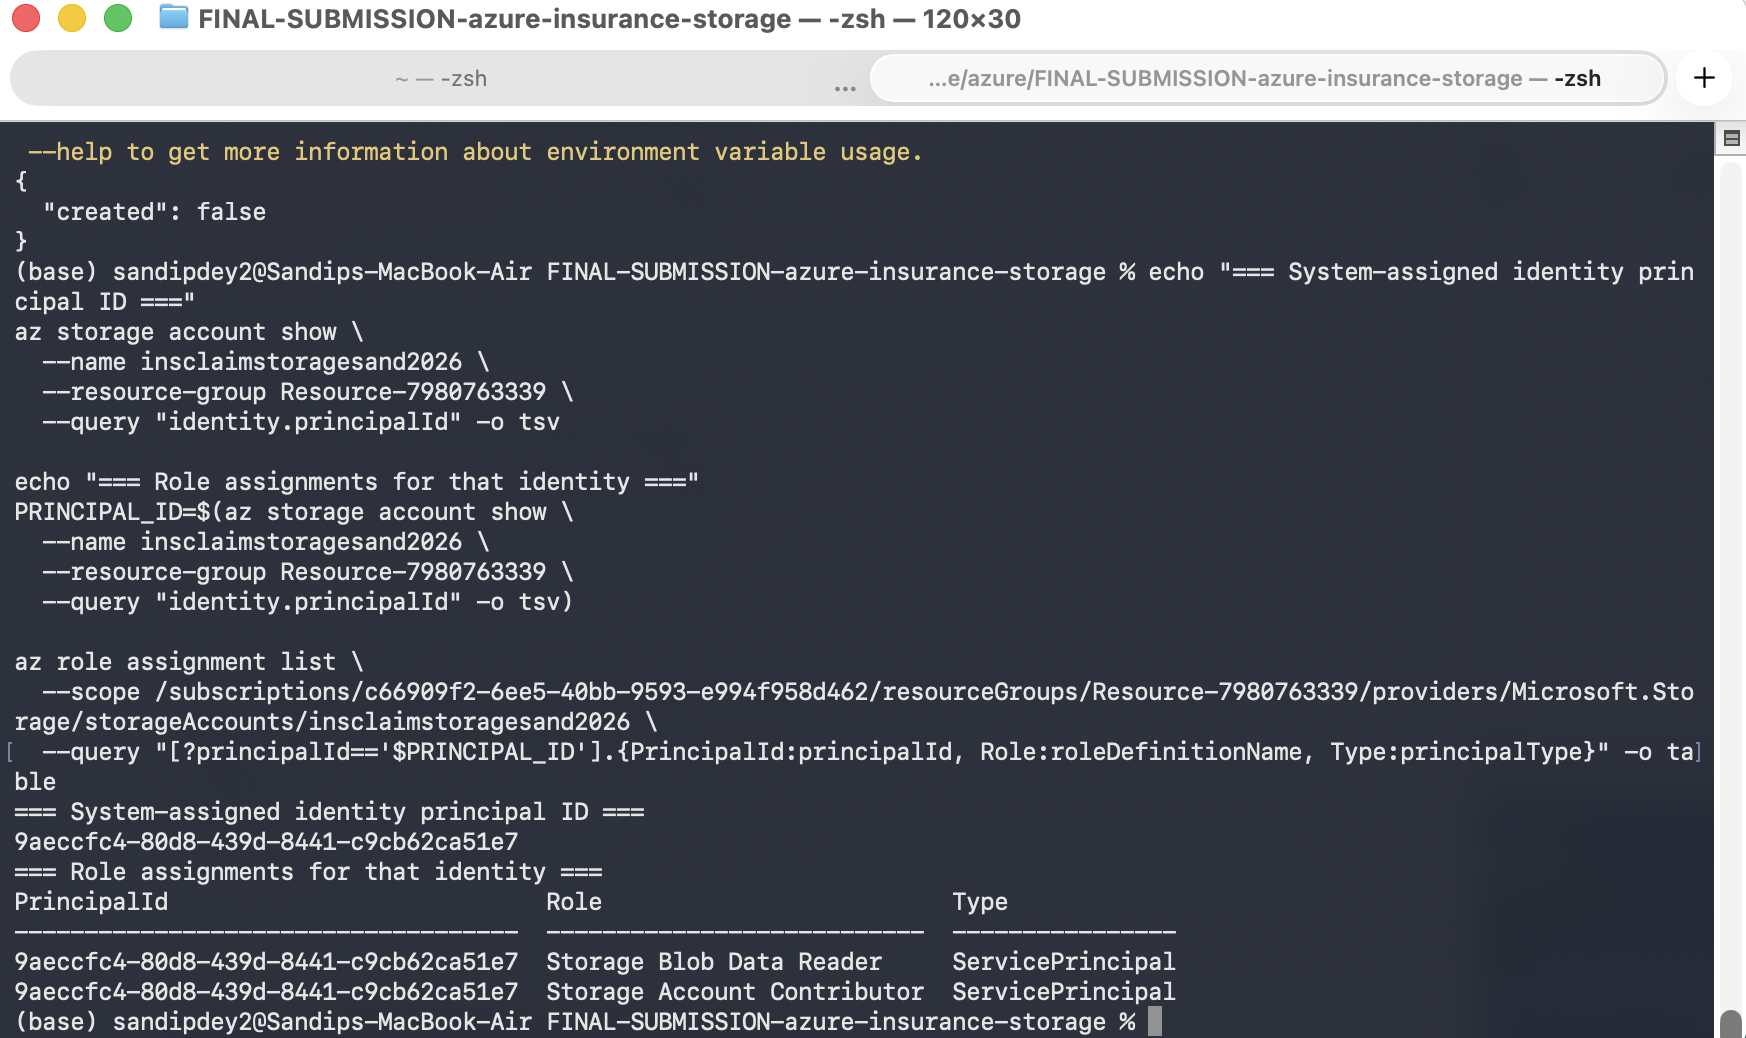 FINAL-SUBMISSION-azure-insurance-storage — -zsh — 120×30
~ — -zsh
... …e/azure/FINAL-SUBMISSION-azure-insurance-storage — -zsh +
 --help to get more information about environment variable usage.
{
  "created": false
}
(base) sandipdey2@Sandips-MacBook-Air FINAL-SUBMISSION-azure-insurance-storage % echo "=== System-assigned identity prin
cipal ID ==="
az storage account show \
  --name insclaimstoragesand2026 \
  --resource-group Resource-7980763339 \
  --query "identity.principalId" -o tsv

echo "=== Role assignments for that identity ==="
PRINCIPAL_ID=$(az storage account show \
  --name insclaimstoragesand2026 \
  --resource-group Resource-7980763339 \
  --query "identity.principalId" -o tsv)

az role assignment list \
  --scope /subscriptions/c66909f2-6ee5-40bb-9593-e994f958d462/resourceGroups/Resource-7980763339/providers/Microsoft.Sto
rage/storageAccounts/insclaimstoragesand2026 \
[  --query "[?principalId=='$PRINCIPAL_ID'].{PrincipalId:principalId, Role:roleDefinitionName, Type:principalType}" -o ta]
ble
=== System-assigned identity principal ID ===
9aeccfc4-80d8-439d-8441-c9cb62ca51e7
=== Role assignments for that identity ===
PrincipalId                           Role                         Type
------------------------------------  ---------------------------  ----------------
9aeccfc4-80d8-439d-8441-c9cb62ca51e7  Storage Blob Data Reader     ServicePrincipal
9aeccfc4-80d8-439d-8441-c9cb62ca51e7  Storage Account Contributor  ServicePrincipal
(base) sandipdey2@Sandips-MacBook-Air FINAL-SUBMISSION-azure-insurance-storage %